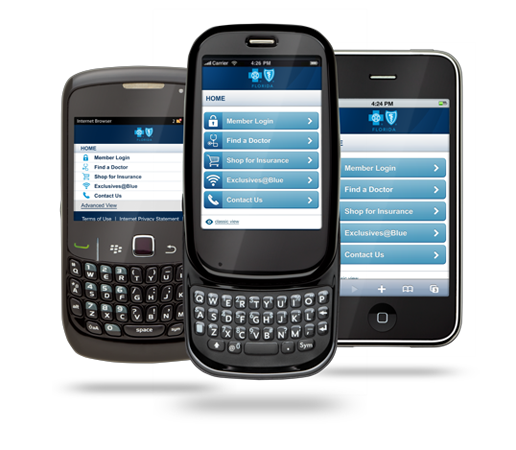 Internet Browser
2
HOME
Member Login
Find a Doctor
Shop for Insurance
Exclusives@Blue
Contact Us
Advanced View
Terms of Use | Internet Privacy Statement
Q W E R T Y
A
Z
space
sym
Carrier
4:26 PM
FLORIDA
HOME
Member Login
Find a Doctor
Shop for Insurance
Exclusives@Blue
Contact Us
classic view
Q W E R T Y U I O P
A S D F G H J K L
Z X C V B N M
@
Sym
4:24 PM
FLORIDA
Member Login
Find a Doctor
Shop for Insurance
Exclusives@Blue
Contact Us